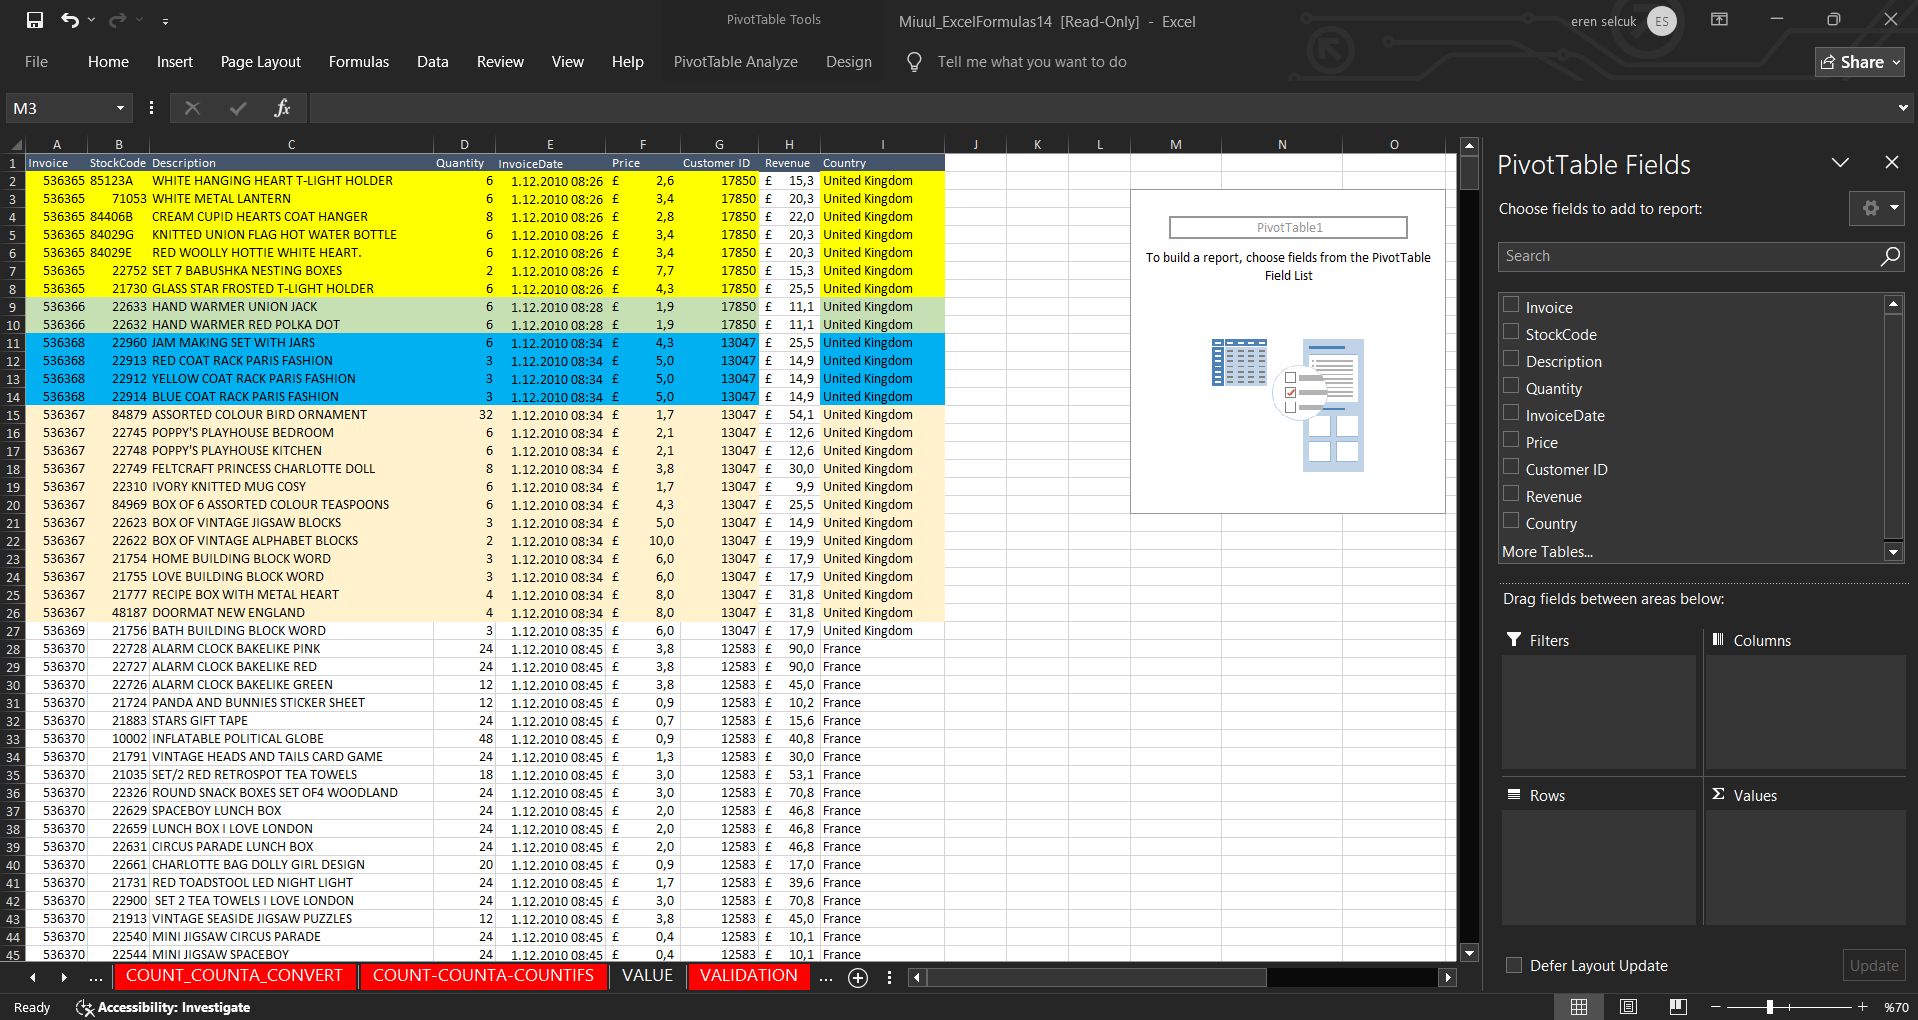 PivotTable Tools
Miuul_ExcelFormulas14 [Read-Only] - Excel
eren selcuk ES
File Home Insert Page Layout Formulas Data Review View Help PivotTable Analyze Design Tell me what you want to do Share
M3 fx
A B C D E F G H I J K L M N O
1 Invoice StockCode Description Quantity InvoiceDate Price Customer ID Revenue Country
2 536365 85123A WHITE HANGING HEART T-LIGHT HOLDER 6 1.12.2010 08:26 £ 2,6 17850 £ 15,3 United Kingdom
3 536365 71053 WHITE METAL LANTERN 6 1.12.2010 08:26 £ 3,4 17850 £ 20,3 United Kingdom
4 536365 84406B CREAM CUPID HEARTS COAT HANGER 8 1.12.2010 08:26 £ 2,8 17850 £ 22,0 United Kingdom
5 536365 84029G KNITTED UNION FLAG HOT WATER BOTTLE 6 1.12.2010 08:26 £ 3,4 17850 £ 20,3 United Kingdom
6 536365 84029E RED WOOLLY HOTTIE WHITE HEART. 6 1.12.2010 08:26 £ 3,4 17850 £ 20,3 United Kingdom
7 536365 22752 SET 7 BABUSHKA NESTING BOXES 2 1.12.2010 08:26 £ 7,7 17850 £ 15,3 United Kingdom
8 536365 21730 GLASS STAR FROSTED T-LIGHT HOLDER 6 1.12.2010 08:26 £ 4,3 17850 £ 25,5 United Kingdom
9 536366 22633 HAND WARMER UNION JACK 6 1.12.2010 08:28 £ 1,9 17850 £ 11,1 United Kingdom
10 536366 22632 HAND WARMER RED POLKA DOT 6 1.12.2010 08:28 £ 1,9 17850 £ 11,1 United Kingdom
11 536368 22960 JAM MAKING SET WITH JARS 6 1.12.2010 08:34 £ 4,3 13047 £ 25,5 United Kingdom
12 536368 22913 RED COAT RACK PARIS FASHION 3 1.12.2010 08:34 £ 5,0 13047 £ 14,9 United Kingdom
13 536368 22912 YELLOW COAT RACK PARIS FASHION 3 1.12.2010 08:34 £ 5,0 13047 £ 14,9 United Kingdom
14 536368 22914 BLUE COAT RACK PARIS FASHION 3 1.12.2010 08:34 £ 5,0 13047 £ 14,9 United Kingdom
15 536367 84879 ASSORTED COLOUR BIRD ORNAMENT 32 1.12.2010 08:34 £ 1,7 13047 £ 54,1 United Kingdom
16 536367 22745 POPPY'S PLAYHOUSE BEDROOM 6 1.12.2010 08:34 £ 2,1 13047 £ 12,6 United Kingdom
17 536367 22748 POPPY'S PLAYHOUSE KITCHEN 6 1.12.2010 08:34 £ 2,1 13047 £ 12,6 United Kingdom
18 536367 22749 FELTCRAFT PRINCESS CHARLOTTE DOLL 8 1.12.2010 08:34 £ 3,8 13047 £ 30,0 United Kingdom
19 536367 22310 IVORY KNITTED MUG COSY 6 1.12.2010 08:34 £ 1,7 13047 £ 9,9 United Kingdom
20 536367 84969 BOX OF 6 ASSORTED COLOUR TEASPOONS 6 1.12.2010 08:34 £ 4,3 13047 £ 25,5 United Kingdom
21 536367 22623 BOX OF VINTAGE JIGSAW BLOCKS 3 1.12.2010 08:34 £ 5,0 13047 £ 14,9 United Kingdom
22 536367 22622 BOX OF VINTAGE ALPHABET BLOCKS 2 1.12.2010 08:34 £ 10,0 13047 £ 19,9 United Kingdom
23 536367 21754 HOME BUILDING BLOCK WORD 3 1.12.2010 08:34 £ 6,0 13047 £ 17,9 United Kingdom
24 536367 21755 LOVE BUILDING BLOCK WORD 3 1.12.2010 08:34 £ 6,0 13047 £ 17,9 United Kingdom
25 536367 21777 RECIPE BOX WITH METAL HEART 4 1.12.2010 08:34 £ 8,0 13047 £ 31,8 United Kingdom
26 536367 48187 DOORMAT NEW ENGLAND 4 1.12.2010 08:34 £ 8,0 13047 £ 31,8 United Kingdom
27 536369 21756 BATH BUILDING BLOCK WORD 3 1.12.2010 08:35 £ 6,0 13047 £ 17,9 United Kingdom
28 536370 22728 ALARM CLOCK BAKELIKE PINK 24 1.12.2010 08:45 £ 3,8 12583 £ 90,0 France
29 536370 22727 ALARM CLOCK BAKELIKE RED 24 1.12.2010 08:45 £ 3,8 12583 £ 90,0 France
30 536370 22726 ALARM CLOCK BAKELIKE GREEN 12 1.12.2010 08:45 £ 3,8 12583 £ 45,0 France
31 536370 21724 PANDA AND BUNNIES STICKER SHEET 12 1.12.2010 08:45 £ 0,9 12583 £ 10,2 France
32 536370 21883 STARS GIFT TAPE 24 1.12.2010 08:45 £ 0,7 12583 £ 15,6 France
33 536370 10002 INFLATABLE POLITICAL GLOBE 48 1.12.2010 08:45 £ 0,9 12583 £ 40,8 France
34 536370 21791 VINTAGE HEADS AND TAILS CARD GAME 24 1.12.2010 08:45 £ 1,3 12583 £ 30,0 France
35 536370 21035 SET/2 RED RETROSPOT TEA TOWELS 18 1.12.2010 08:45 £ 3,0 12583 £ 53,1 France
36 536370 22326 ROUND SNACK BOXES SET OF4 WOODLAND 24 1.12.2010 08:45 £ 3,0 12583 £ 70,8 France
37 536370 22629 SPACEBOY LUNCH BOX 24 1.12.2010 08:45 £ 2,0 12583 £ 46,8 France
38 536370 22659 LUNCH BOX I LOVE LONDON 24 1.12.2010 08:45 £ 2,0 12583 £ 46,8 France
39 536370 22631 CIRCUS PARADE LUNCH BOX 24 1.12.2010 08:45 £ 2,0 12583 £ 46,8 France
40 536370 22661 CHARLOTTE BAG DOLLY GIRL DESIGN 20 1.12.2010 08:45 £ 0,9 12583 £ 17,0 France
41 536370 21731 RED TOADSTOOL LED NIGHT LIGHT 24 1.12.2010 08:45 £ 1,7 12583 £ 39,6 France
42 536370 22900 SET 2 TEA TOWELS I LOVE LONDON 24 1.12.2010 08:45 £ 3,0 12583 £ 70,8 France
43 536370 21913 VINTAGE SEASIDE JIGSAW PUZZLES 12 1.12.2010 08:45 £ 3,8 12583 £ 45,0 France
44 536370 22540 MINI JIGSAW CIRCUS PARADE 24 1.12.2010 08:45 £ 0,4 12583 £ 10,1 France
45 536370 22544 MINI JIGSAW SPACEBOY 24 1.12.2010 08:45 £ 0,4 12583 £ 10,1 France
PivotTable1
To build a report, choose fields from the PivotTable
Field List
PivotTable Fields
Choose fields to add to report:
Search
Invoice
StockCode
Description
Quantity
InvoiceDate
Price
Customer ID
Revenue
Country
More Tables...
Drag fields between areas below:
Filters Columns
Rows Σ Values
Defer Layout Update Update
... COUNT_COUNTA_CONVERT COUNT-COUNTA-COUNTIFS VALUE VALIDATION ...
Ready Accessibility: Investigate %70